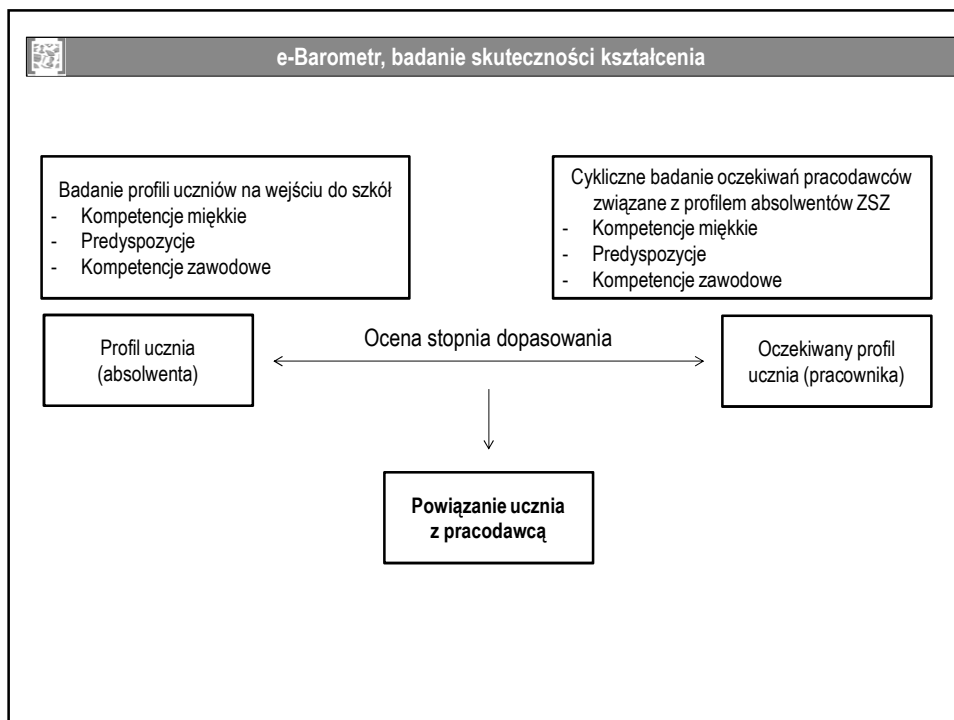 e-Barometr, badanie skuteczności kształcenia
Badanie profili uczniów na wejściu do szkół
- Kompetencje miękkie
- Predyspozycje
- Kompetencje zawodowe
Cykliczne badanie oczekiwań pracodawców
związane z profilem absolwentów ZSZ
- Kompetencje miękkie
- Predyspozycje
- Kompetencje zawodowe
Profil ucznia
(absolwenta)
Ocena stopnia dopasowania
Oczekiwany profil
ucznia (pracownika)
Powiązanie ucznia
z pracodawcą